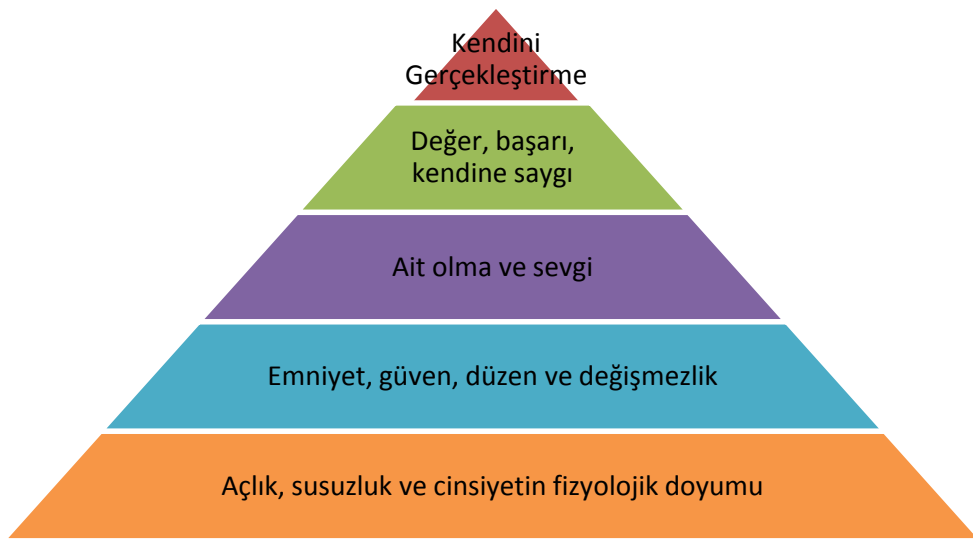 Kendini
Gerçekleştirme
Değer, başarı,
kendine saygı
Ait olma ve sevgi
Emniyet, güven, düzen ve değişmezlik
Açlık, susuzluk ve cinsiyetin fizyolojik doyumu